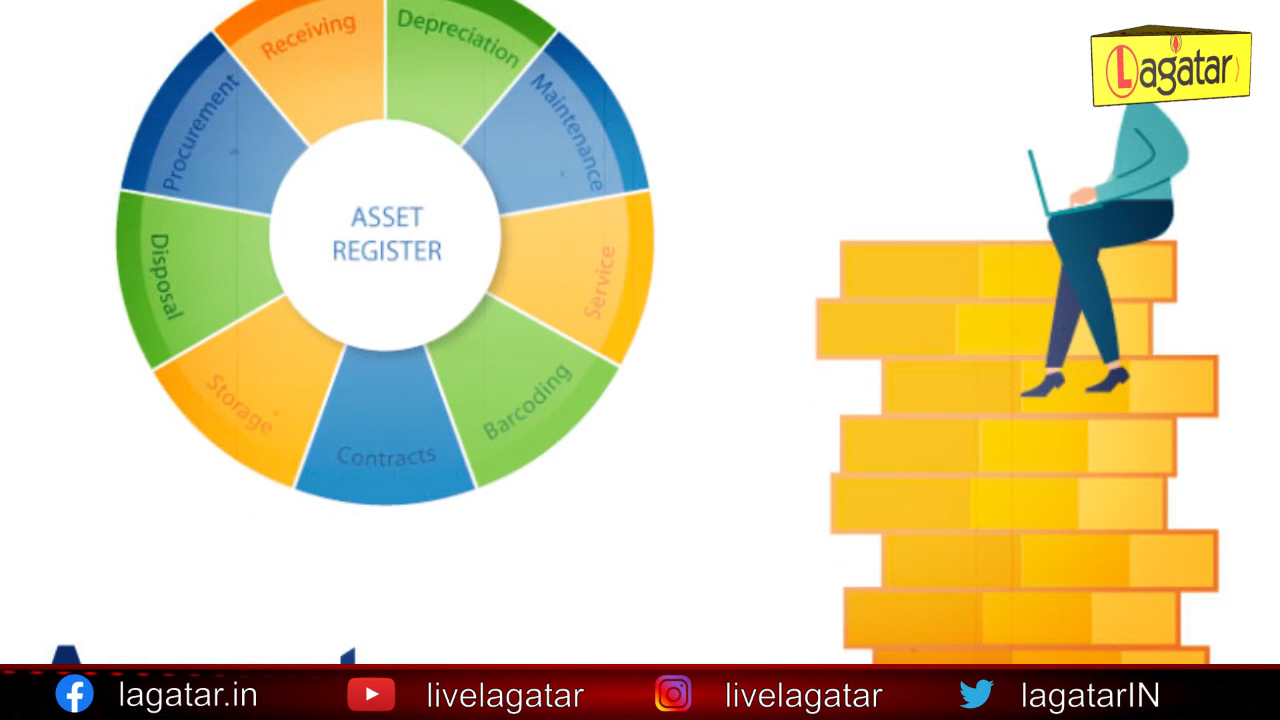 Receiving
Depreciation
Procurement
Maintenance
ASSET
REGISTER
Disposal
Service
Storage
Barcoding
Contracts
Lagatar
lagatar.in
livelagatar
livelagatar
lagatarIN